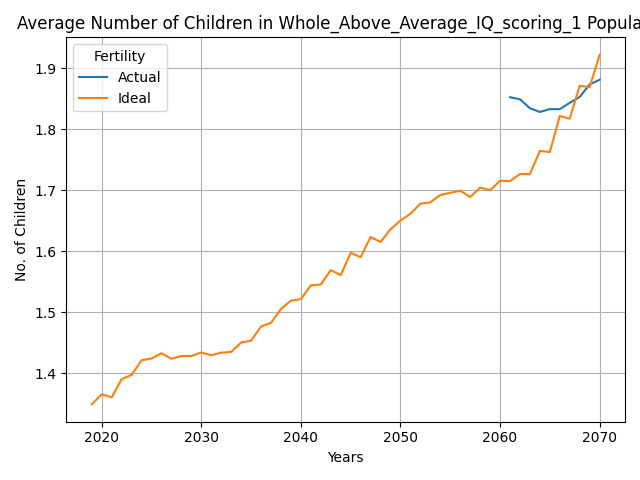 Average Number of Children in Whole_Above_Average_IQ_scoring_1 Popula
Fertility
Actual
Ideal
1.9
1.8
1.7
1.6
1.5
1.4
No. of Children
2020 2030 2040 2050 2060 2070
Years